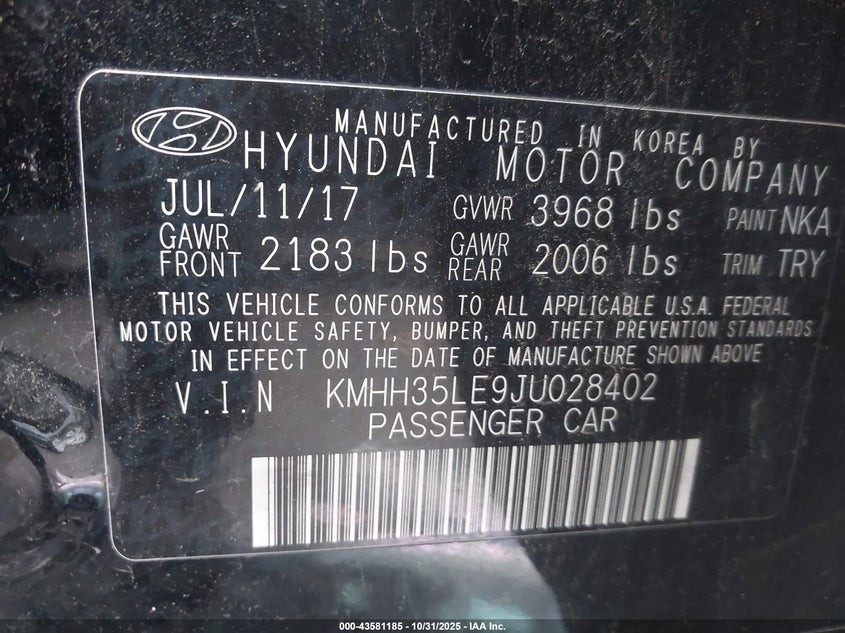 MANUFACTURED IN KOREA BY
HYUNDAI MOTOR COMPANY
JUL/11/17 GVWR 3968 lbs PAINT NKA
GAWR FRONT 2183 lbs GAWR REAR 2006 lbs TRIM TRY
THIS VEHICLE CONFORMS TO ALL APPLICABLE U.S.A. FEDERAL
MOTOR VEHICLE SAFETY, BUMPER, AND THEFT PREVENTION STANDARDS
IN EFFECT ON THE DATE OF MANUFACTURE SHOWN ABOVE
V.I.N KMHH35LE9JU028402
PASSENGER CAR
000-43581185 - 10/31/2025 - IAA Inc.